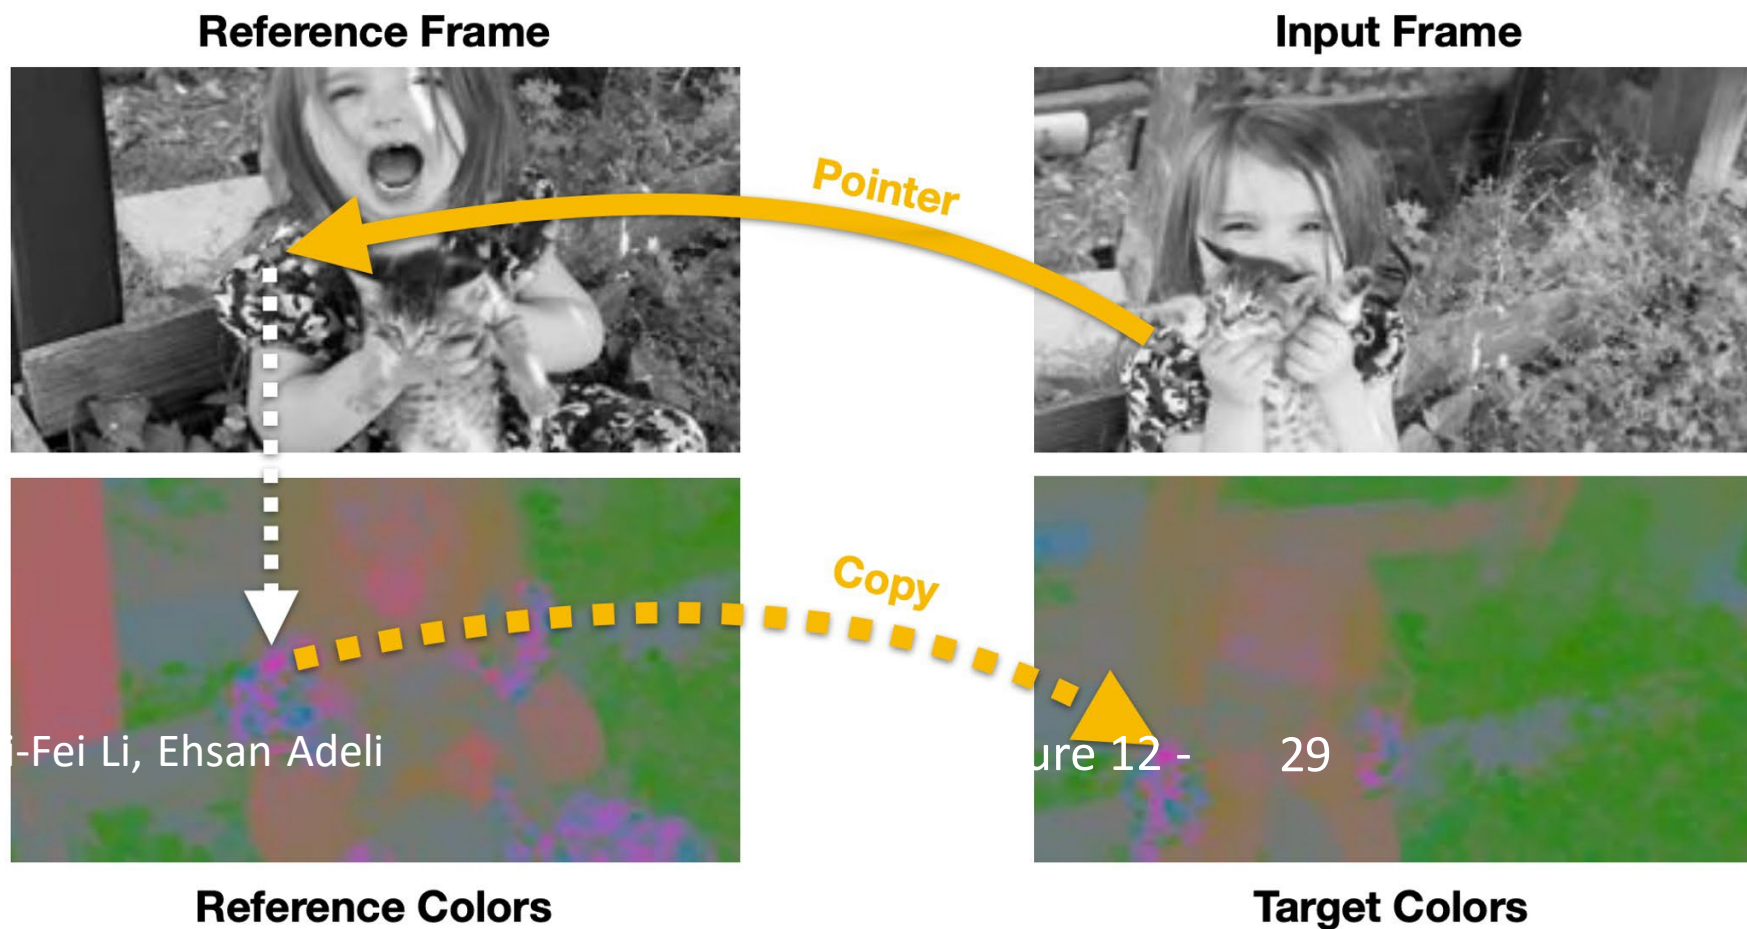 Reference Frame
Input Frame
Pointer
Copy
i-Fei Li, Ehsan Adeli
ure 12 - 29
Reference Colors
Target Colors